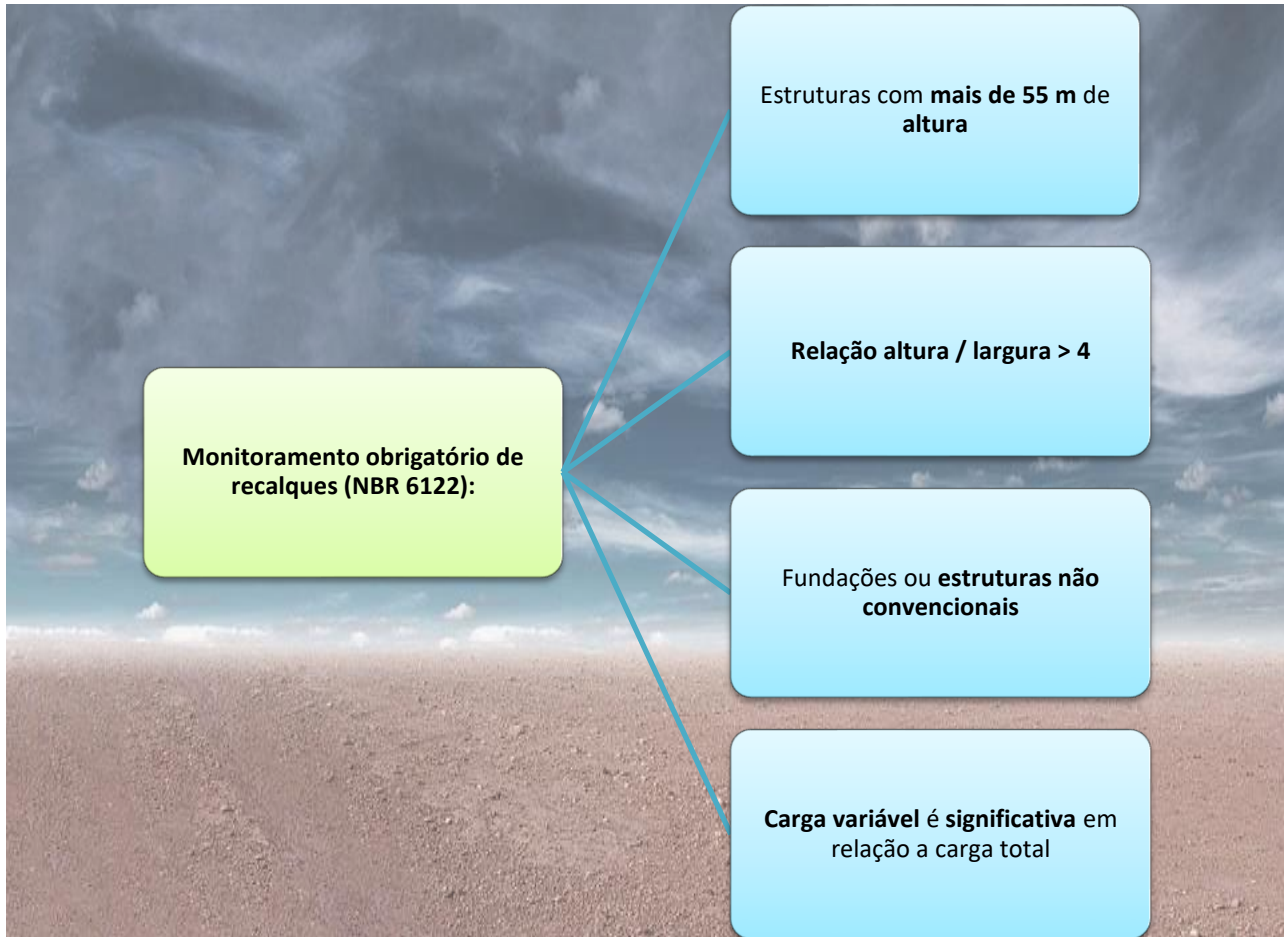 Estruturas com mais de 55 m de
altura
Relação altura / largura > 4
Monitoramento obrigatório de
recalques (NBR 6122):
Fundações ou estruturas não
convencionais
Carga variável é significativa em
relação a carga total